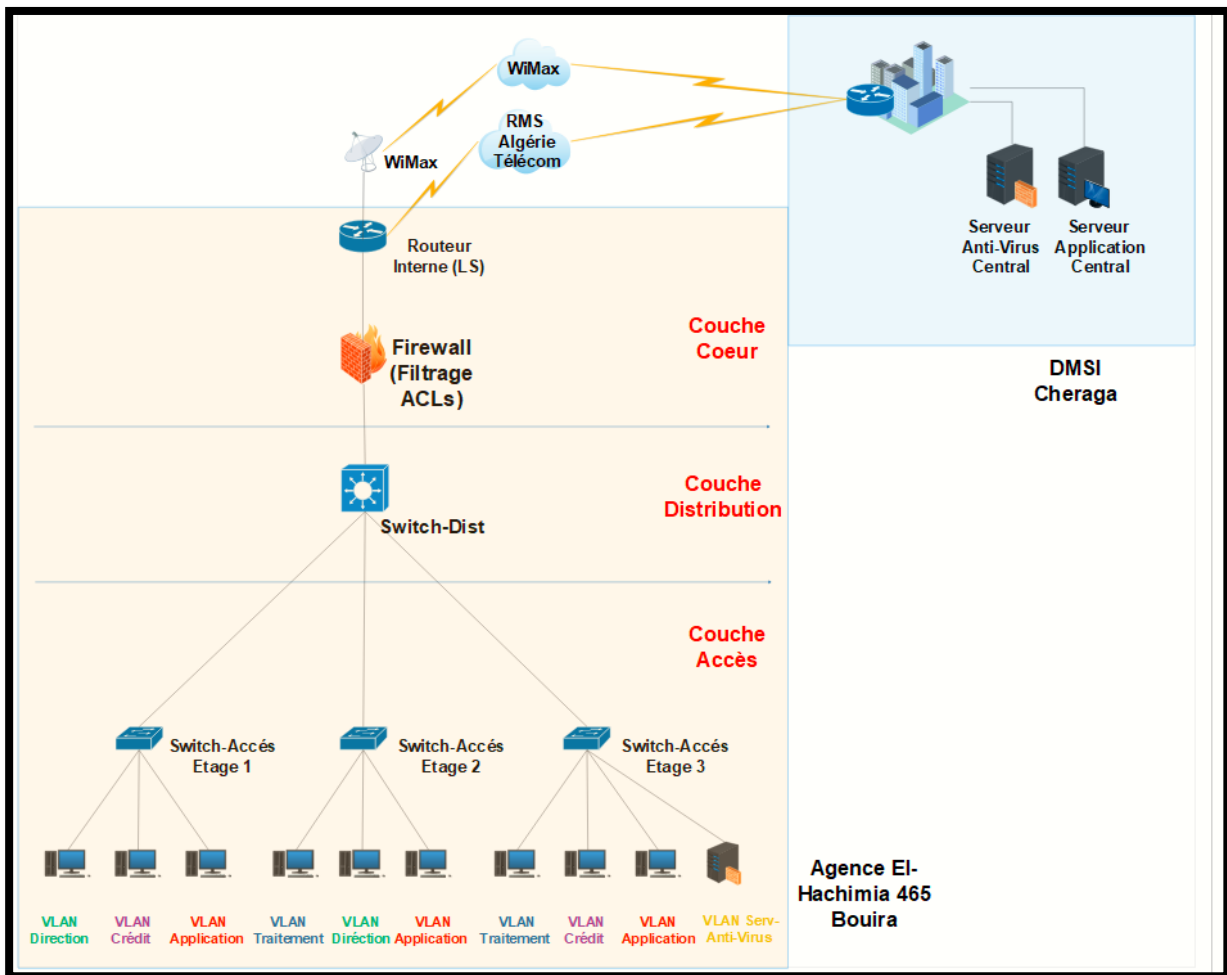 WiMax
RMS
Algérie
Télécom
WiMax
Routeur
Interne (LS)
Serveur
Anti-Virus
Central
Serveur
Application
Central
Couche
Coeur
Firewall
(Filtrage
ACLs)
DMSI
Cheraga
Couche
Distribution
Switch-Dist
Couche
Accès
Switch-Accés
Etage 1
Switch-Accés
Etage 2
Switch-Accés
Etage 3
Agence El-
Hachimia 465
Bouira
VLAN
Direction
VLAN
Crédit
VLAN
Application
VLAN
Traitement
VLAN
Diréction
VLAN
Application
VLAN
Traitement
VLAN
Crédit
VLAN
Application
VLAN Serv-
Anti-Virus